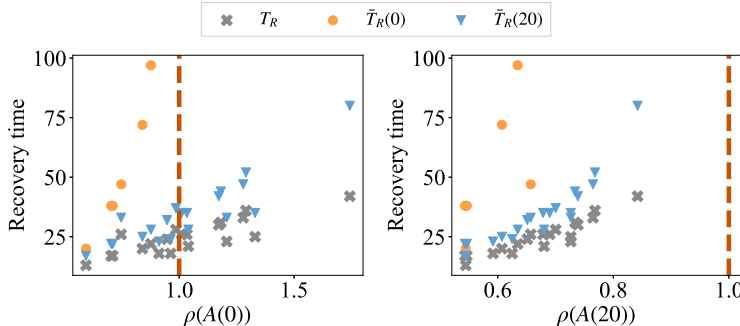 T_R T̄_R(0) T̄_R(20)
Recovery time
100
75
50
25
1.0 1.5
ρ(A(0))
Recovery time
100
75
50
25
0.6 0.8 1.0
ρ(A(20))